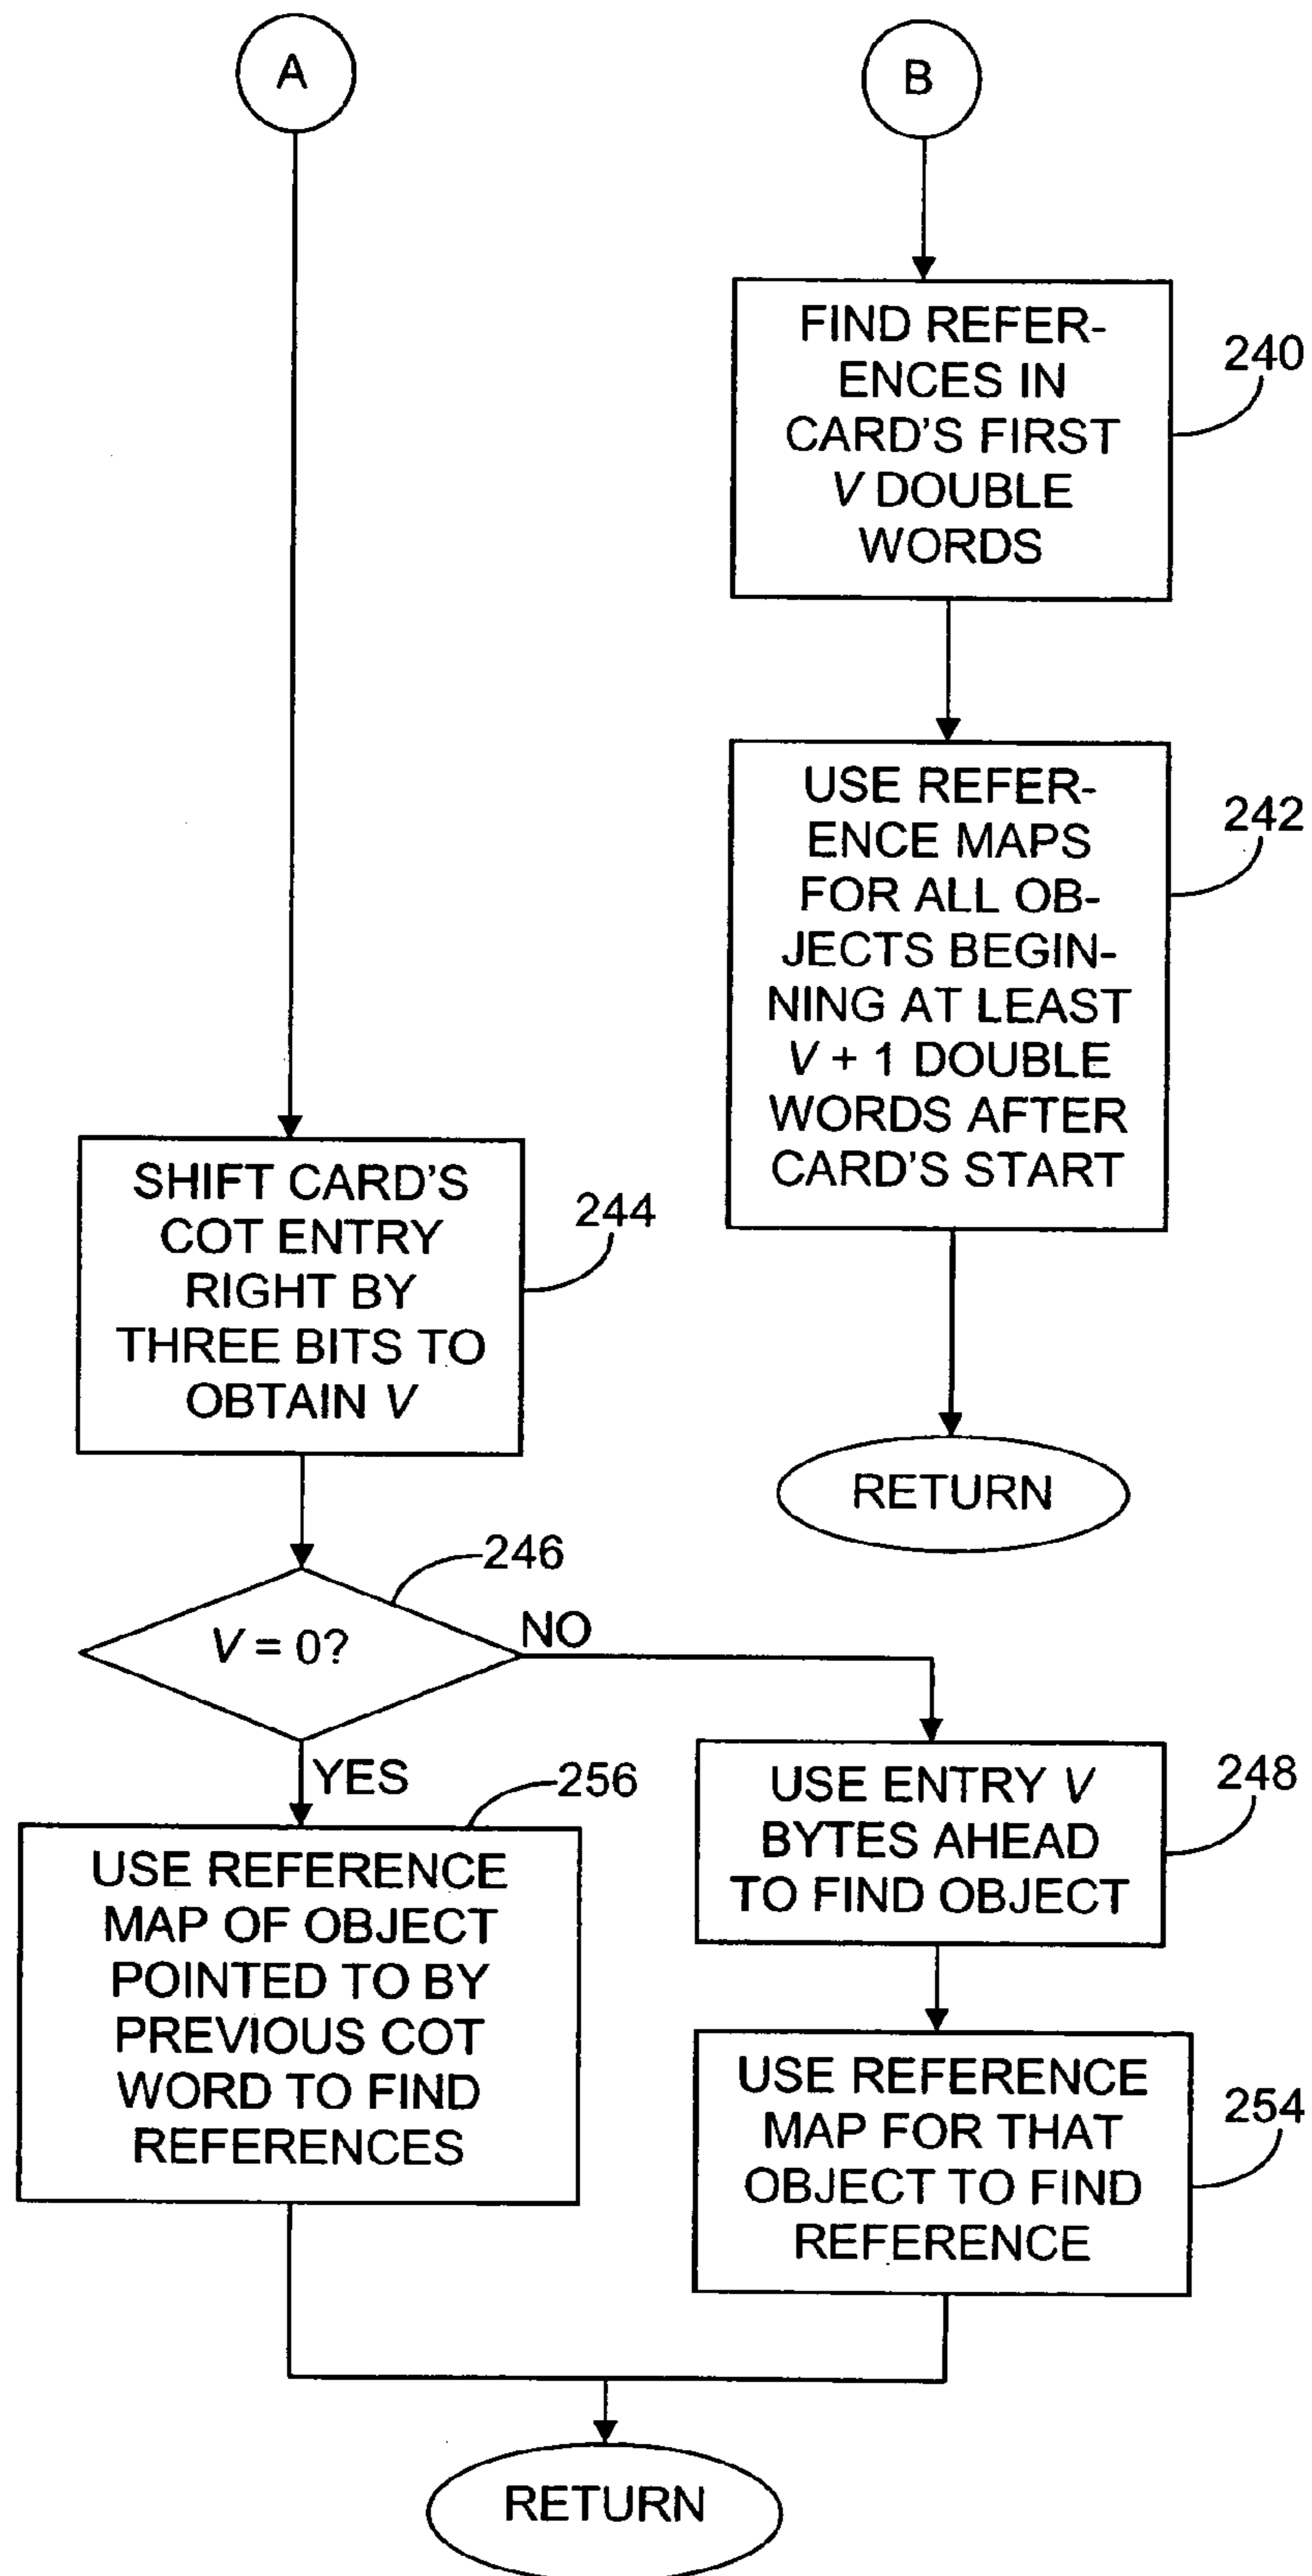 A
B
FIND REFER-
ENCES IN
CARD'S FIRST
V DOUBLE
WORDS
240
USE REFER-
ENCE MAPS
FOR ALL OB-
JECTS BEGIN-
NING AT LEAST
V + 1 DOUBLE
WORDS AFTER
CARD'S START
242
RETURN
SHIFT CARD'S
COT ENTRY
RIGHT BY
THREE BITS TO
OBTAIN V
244
246
V = 0?
NO
YES
USE ENTRY V
BYTES AHEAD
TO FIND OBJECT
248
256
USE REFERENCE
MAP OF OBJECT
POINTED TO BY
PREVIOUS COT
WORD TO FIND
REFERENCES
USE REFERENCE
MAP FOR THAT
OBJECT TO FIND
REFERENCE
254
RETURN